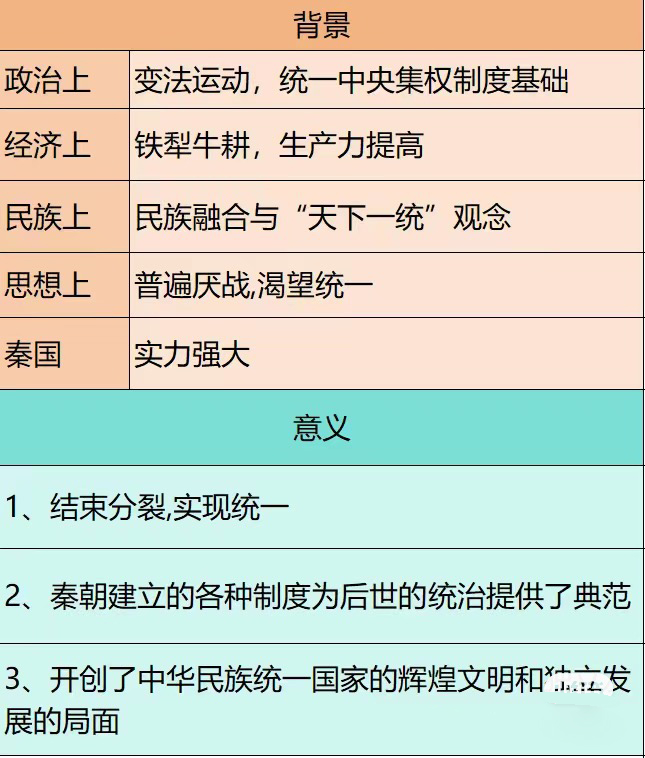 背景
政治上 变法运动，统一中央集权制度基础
经济上 铁犁牛耕，生产力提高
民族上 民族融合与“天下一统”观念
思想上 普遍厌战,渴望统一
秦国 实力强大
意义
1、结束分裂,实现统一
2、秦朝建立的各种制度为后世的统治提供了典范
3、开创了中华民族统一国家的辉煌文明和独立发
展的局面